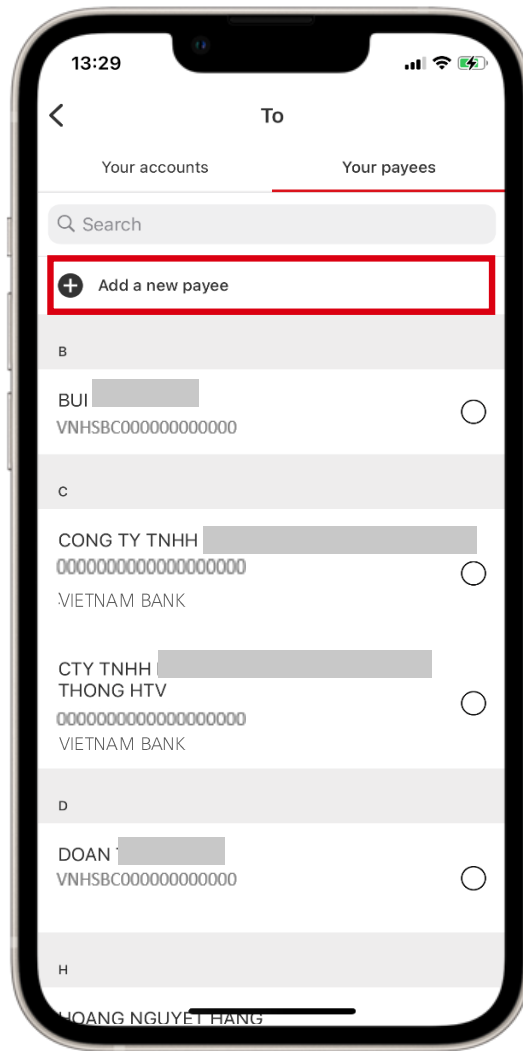 13:29
To
Your accounts
Your payees
Search
Add a new payee
B
BUI
VNHSBC000000000000
C
CONG TY TNHH
0000000000000000000
VIETNAM BANK
CTY TNHH
THONG HTV
0000000000000000000
VIETNAM BANK
D
DOAN
VNHSBC000000000000
H
HOANG NGUYET HANG